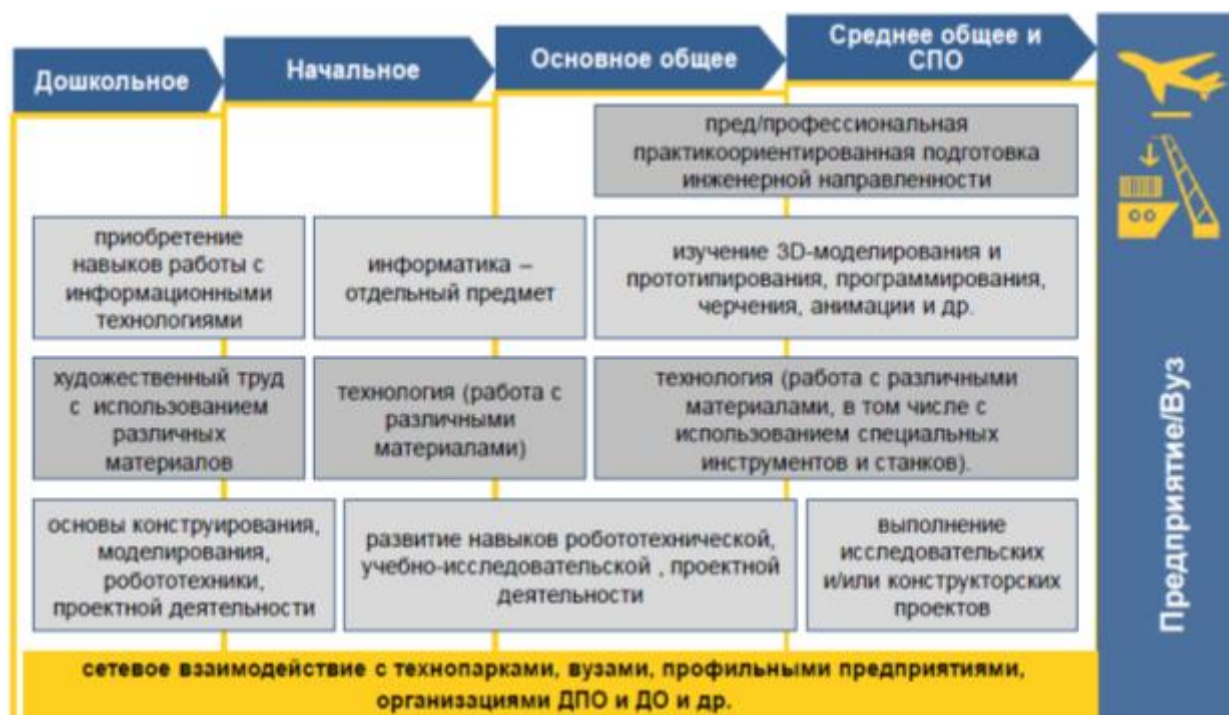 Дошкольное
Начальное
Основное общее
Среднее общее и
СПО
пред/профессиональная
практикоориентированная подготовка
инженерной направленности
приобретение
навыков работы с
информационными
технологиями
информатика –
отдельный предмет
изучение 3D-моделирования и
прототипирования, программирования,
черчения, анимации и др.
художественный труд
с использованием
различных
материалов
технология (работа с
различными
материалами)
технология (работа с различными
материалами, в том числе с
использованием специальных
инструментов и станков).
основы конструирования,
моделирования,
робототехники,
проектной деятельности
развитие навыков робототехнической,
учебно-исследовательской , проектной
деятельности
выполнение
исследовательских
и/или конструкторских
проектов
сетевое взаимодействие с технопарками, вузами, профильными предприятиями,
организациями ДПО и ДО и др.
Предприятие/Вуз